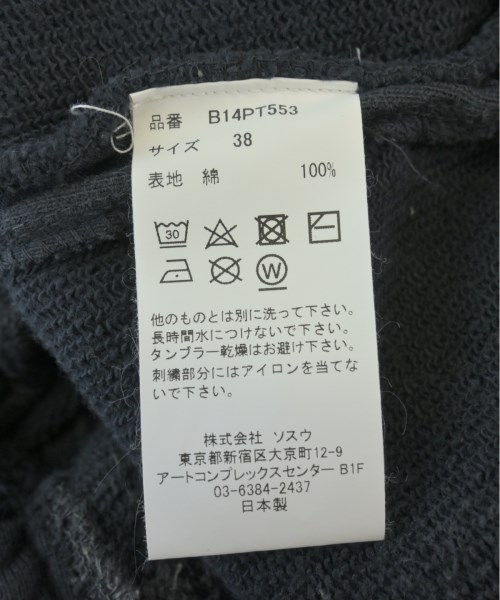 品番 B14PT553
サイズ 38
表地 綿 100%
30
W
他のものとは別に洗って下さい。
長時間水につけないで下さい。
タンブラー乾燥はお避け下さい。
刺繍部分にはアイロンを当てな
いで下さい。
株式会社 ソスウ
東京都新宿区大京町12-9
アートコンプレックスセンター B1F
03-6384-2437
日本製